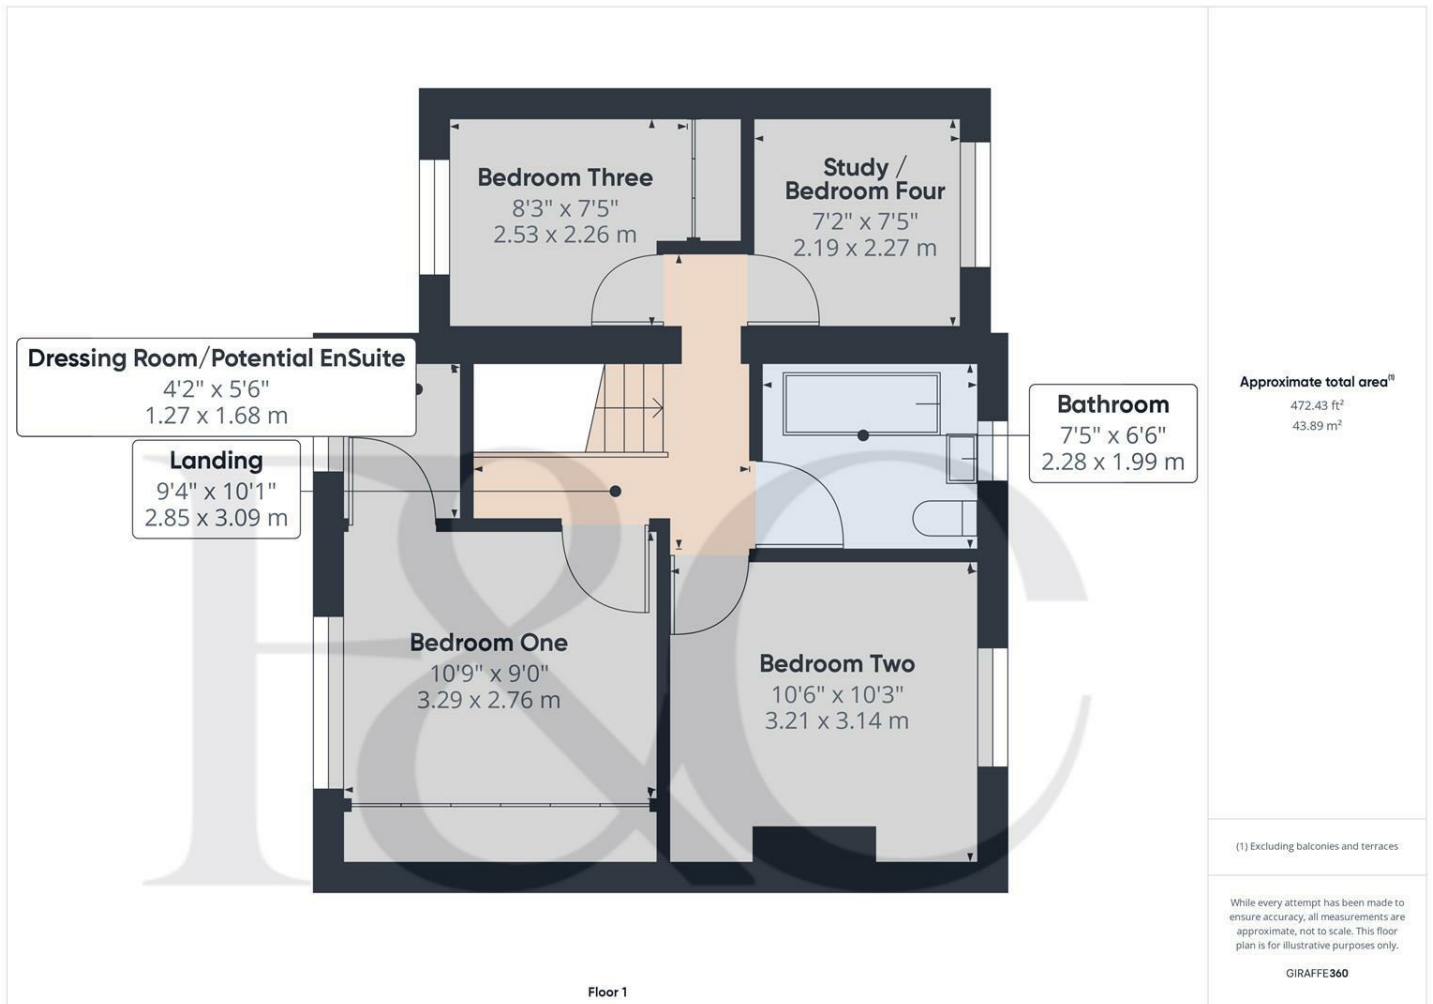 Bedroom Three
8'3" x 7'5"
2.53 x 2.26 m
Study /
Bedroom Four
7'2" x 7'5"
2.19 x 2.27 m
Dressing Room/Potential EnSuite
4'2" x 5'6"
1.27 x 1.68 m
Landing
9'4" x 10'1"
2.85 x 3.09 m
Bathroom
7'5" x 6'6"
2.28 x 1.99 m
Bedroom One
10'9" x 9'0"
3.29 x 2.76 m
Bedroom Two
10'6" x 10'3"
3.21 x 3.14 m
F&C
Floor 1
Approximate total area(1)
472.43 ft²
43.89 m²
(1) Excluding balconies and terraces
While every attempt has been made to
ensure accuracy, all measurements are
approximate, not to scale. This floor
plan is for illustrative purposes only.
GIRAFFE360